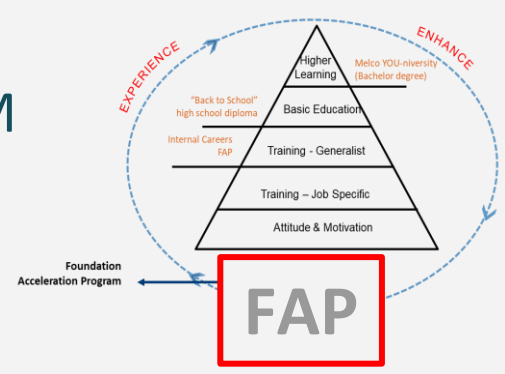 EXPERIENCE
ENHANCE
M
Higher
Learning
Melco YOU-niversity
(Bachelor degree)
"Back to School"
high school diploma
Basic Education
Internal Careers
FAP
Training - Generalist
Training – Job Specific
Attitude & Motivation
Foundation
Acceleration Program
FAP